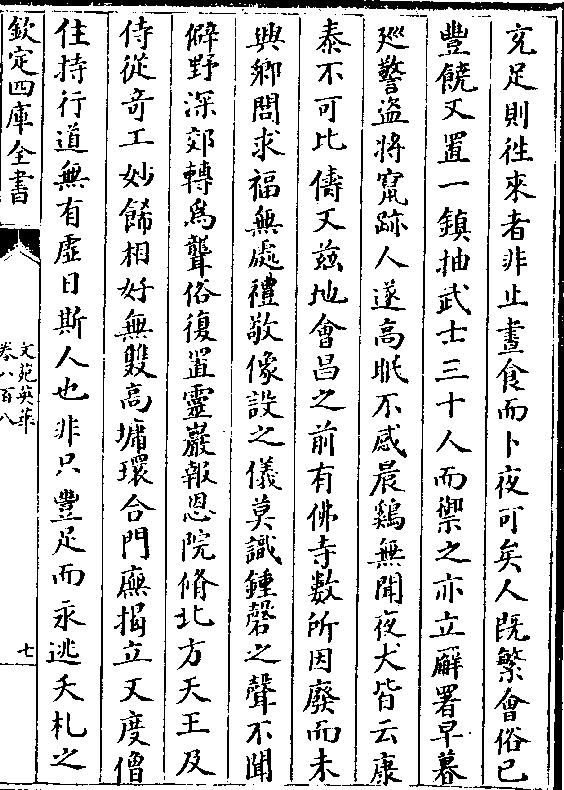 充足則徃來者非止晝食而卜夜可矣人既繁會俗已
豐饒又置一鎮抽武士三十人而禦之亦立廨署早暮
廵警盗將竄跡人遂高眠不惑晨鷄無聞夜犬皆云康
泰不可比儔又兹地會昌之前有佛寺數所因廢而未
興鄉閭求福無處禮敬像設之儀莫識鍾磬之聲不聞
僻野深郊轉爲聾俗復置靈巖報恩院脩北方天王及
侍從奇工妙飾相好無雙高墉環合門廡揭立又度僧
住持行道無有虚日斯人也非只豐足而永逃夭札之
欽定四庫全書
文苑英華
卷八百八
七